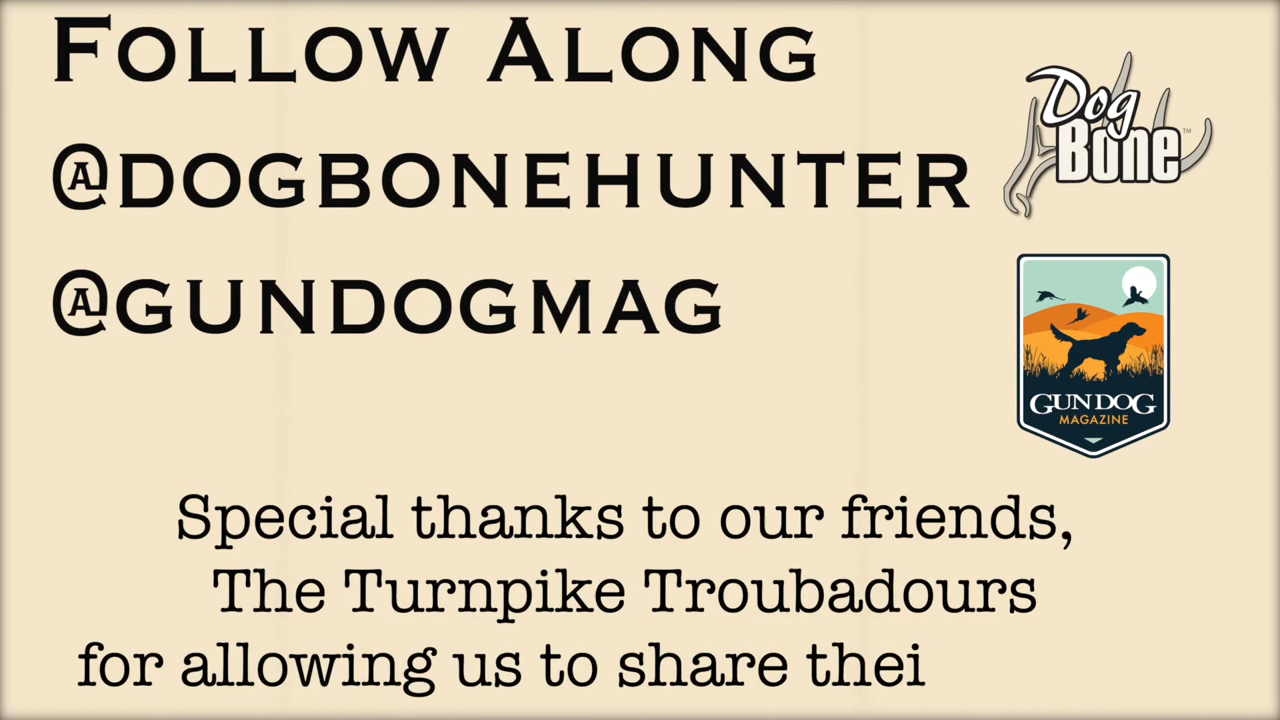 FOLLOW ALONG
@DOGBONEHUNTER
@GUNDOGMAG
Dog
Bone™
GUN DOG
MAGAZINE
Special thanks to our friends,
The Turnpike Troubadours
for allowing us to share thei